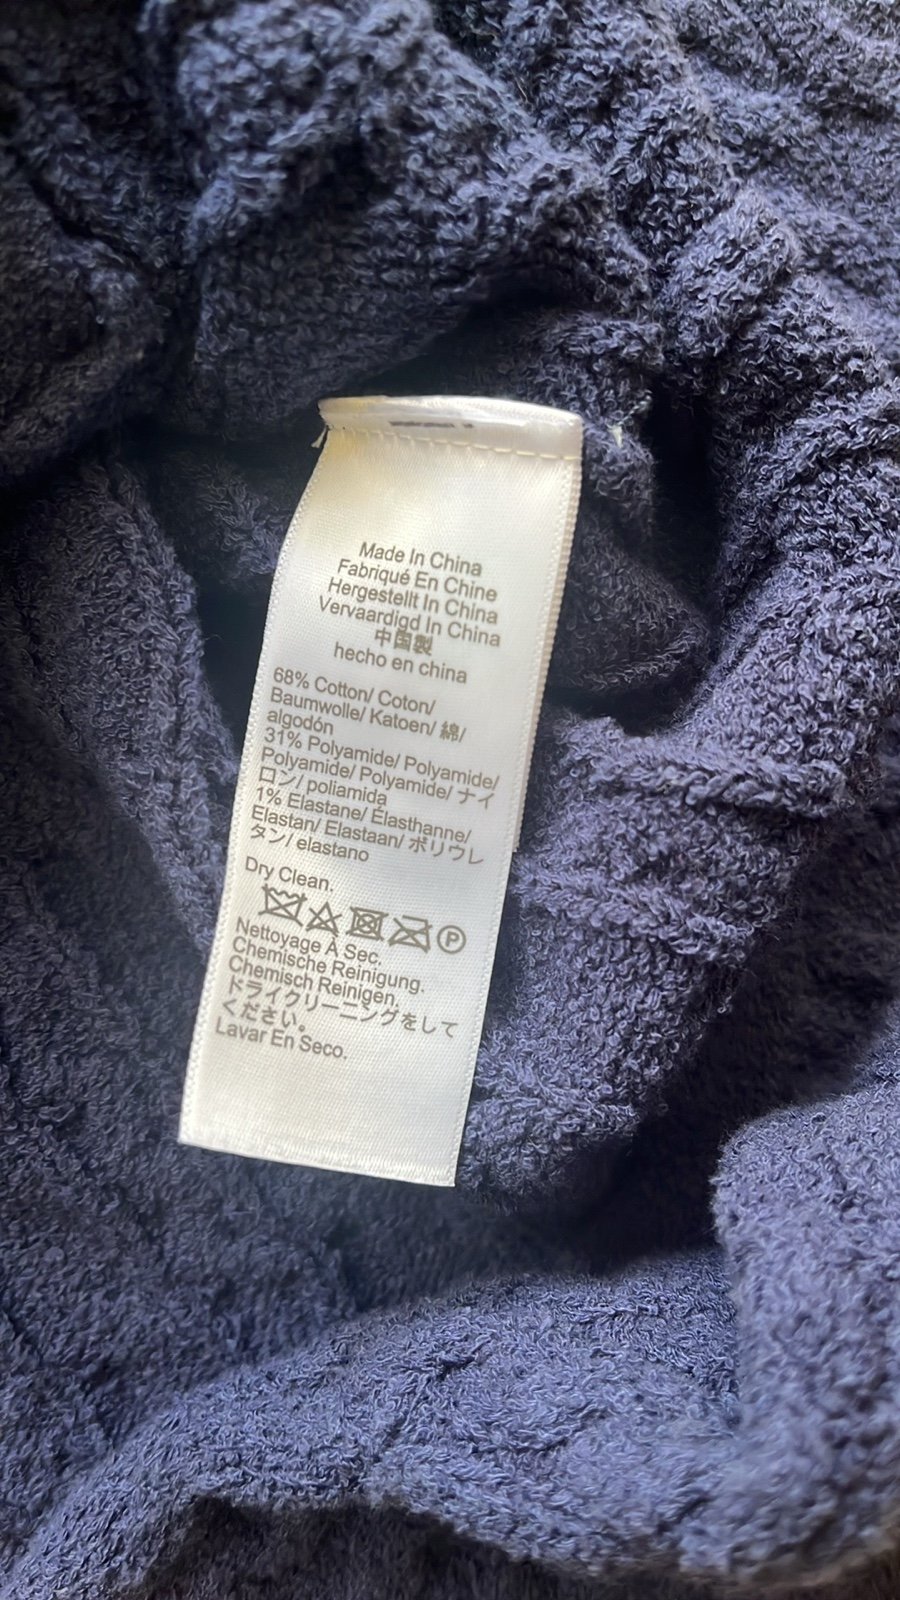 Made In China
Fabriqué En Chine
Hergestellt In China
Vervaardigd In China
中国製
hecho en china
68% Cotton/ Coton/
Baumwolle/ Katoen/ 綿/
algodón
31% Polyamide/ Polyamide/
Polyamide/ Polyamide/ ナイ
ロン/ poliamida
1% Elastane/ Élasthanne/
Elastan/ Elastaan/ ポリウレ
タン/ elastano
Dry Clean.
P
Nettoyage À Sec.
Chemische Reinigung.
Chemisch Reinigen.
ドライクリーニングをして
ください。
Lavar En Seco.